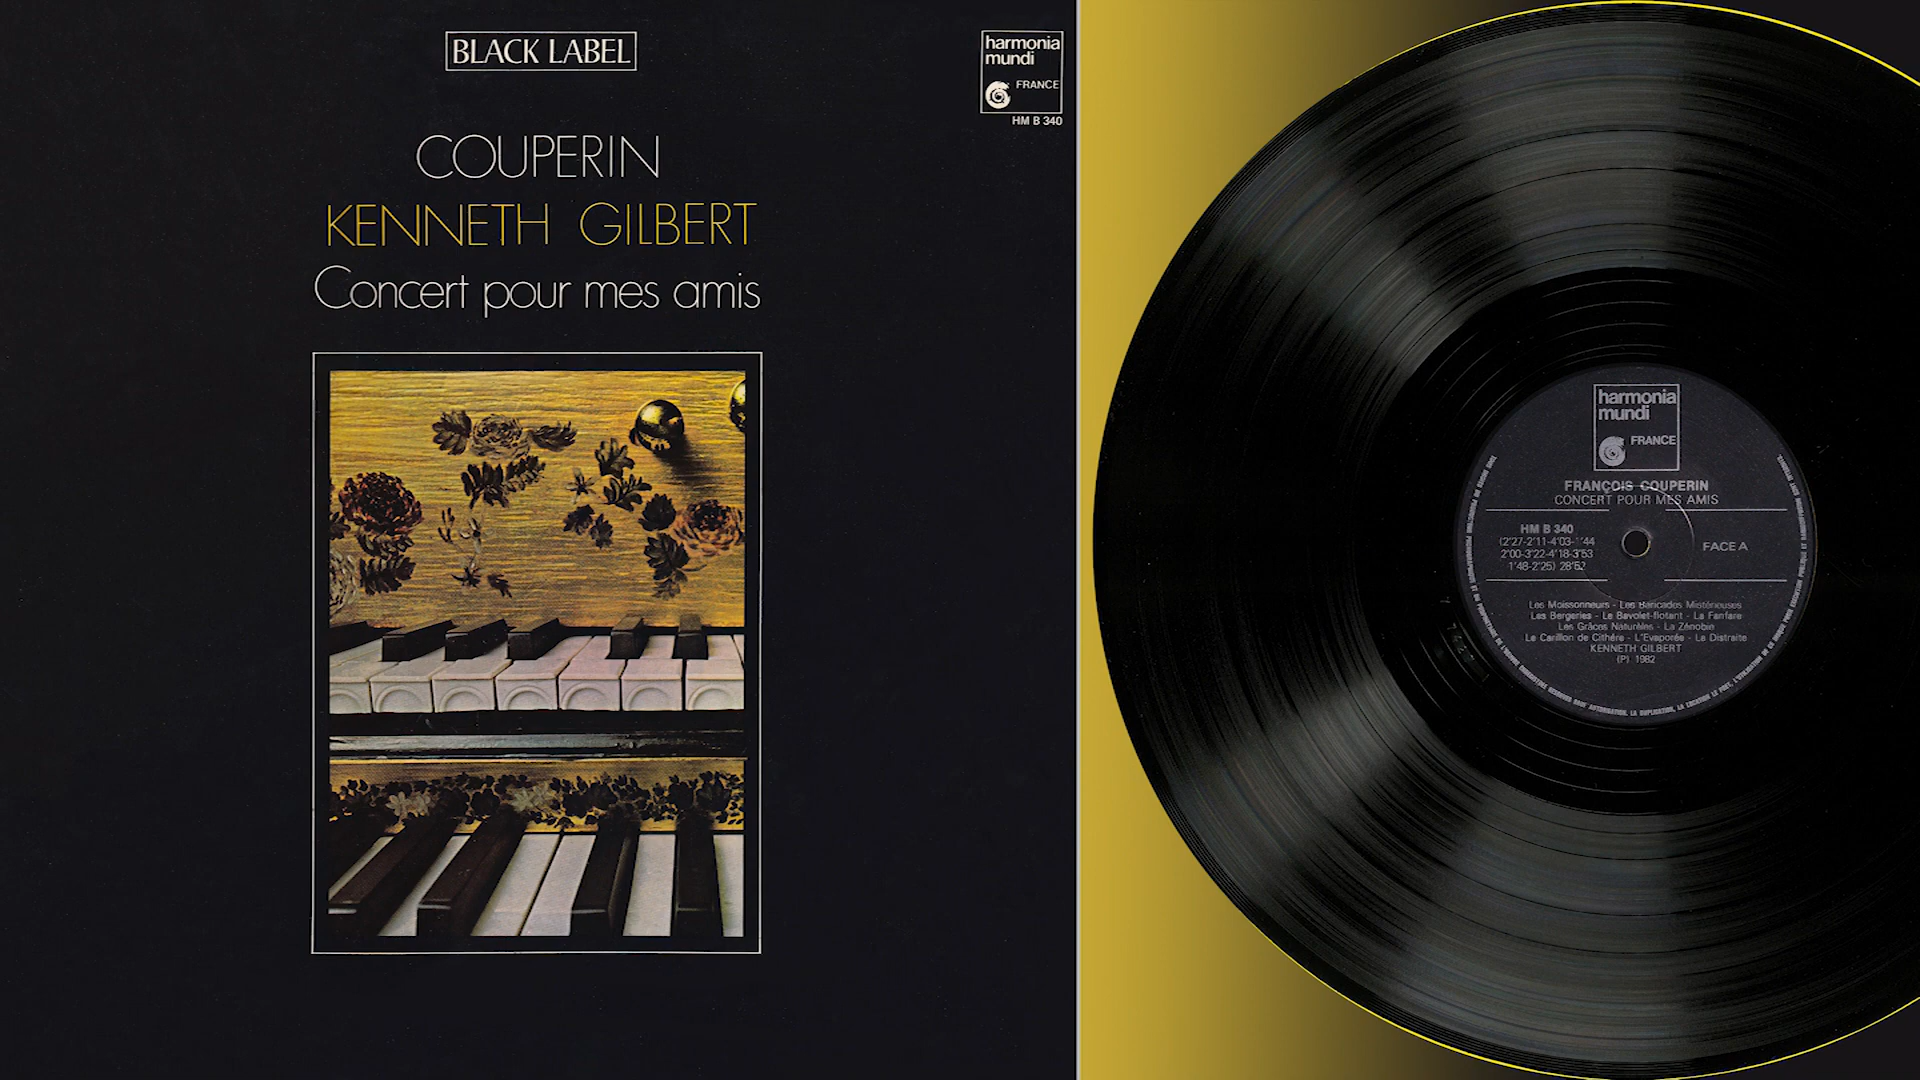 BLACK LABEL
harmonia
mundi
FRANCE
HM B 340
COUPERIN
KENNETH GILBERT
Concert pour mes amis
harmonia
mundi
FRANCE
FRANÇOIS COUPERIN
CONCERT POUR MES AMIS
HM B 340
(2'27-2'11-4'03-1'44
2'00-3'22-4'18-3'53
1'48-2'25) 28'52
FACE A
Les Moissonneurs - Les Baricades Mistérieuses
Les Bergeries - Le Bavolet-flotant - La Fanfare
Les Grâces Naturèles - La Zénobie
Le Carillon de Cithére - L'Evaporée - La Distraite
KENNETH GILBERT
(P) 1982